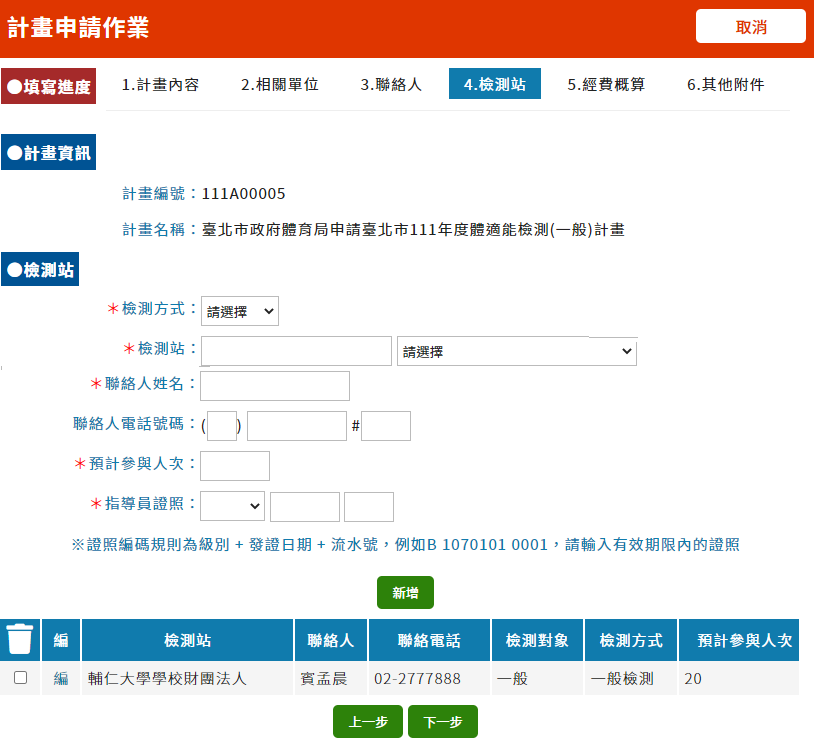 計畫申請作業 取消
●填寫進度 1.計畫內容 2.相關單位 3.聯絡人 4.檢測站 5.經費概算 6.其他附件
●計畫資訊
計畫編號：111A00005
計畫名稱：臺北市政府體育局申請臺北市111年度體適能檢測(一般)計畫
●檢測站
＊檢測方式： 請選擇
＊檢測站： 請選擇
＊聯絡人姓名：
聯絡人電話號碼：( ) #
＊預計參與人次：
＊指導員證照：
※證照編碼規則為級別 + 發證日期 + 流水號，例如B 1070101 0001，請輸入有效期限內的證照
新增
編 檢測站 聯絡人 聯絡電話 檢測對象 檢測方式 預計參與人次
編 輔仁大學學校財團法人 賓孟晨 02-2777888 一般 一般檢測 20
上一步 下一步